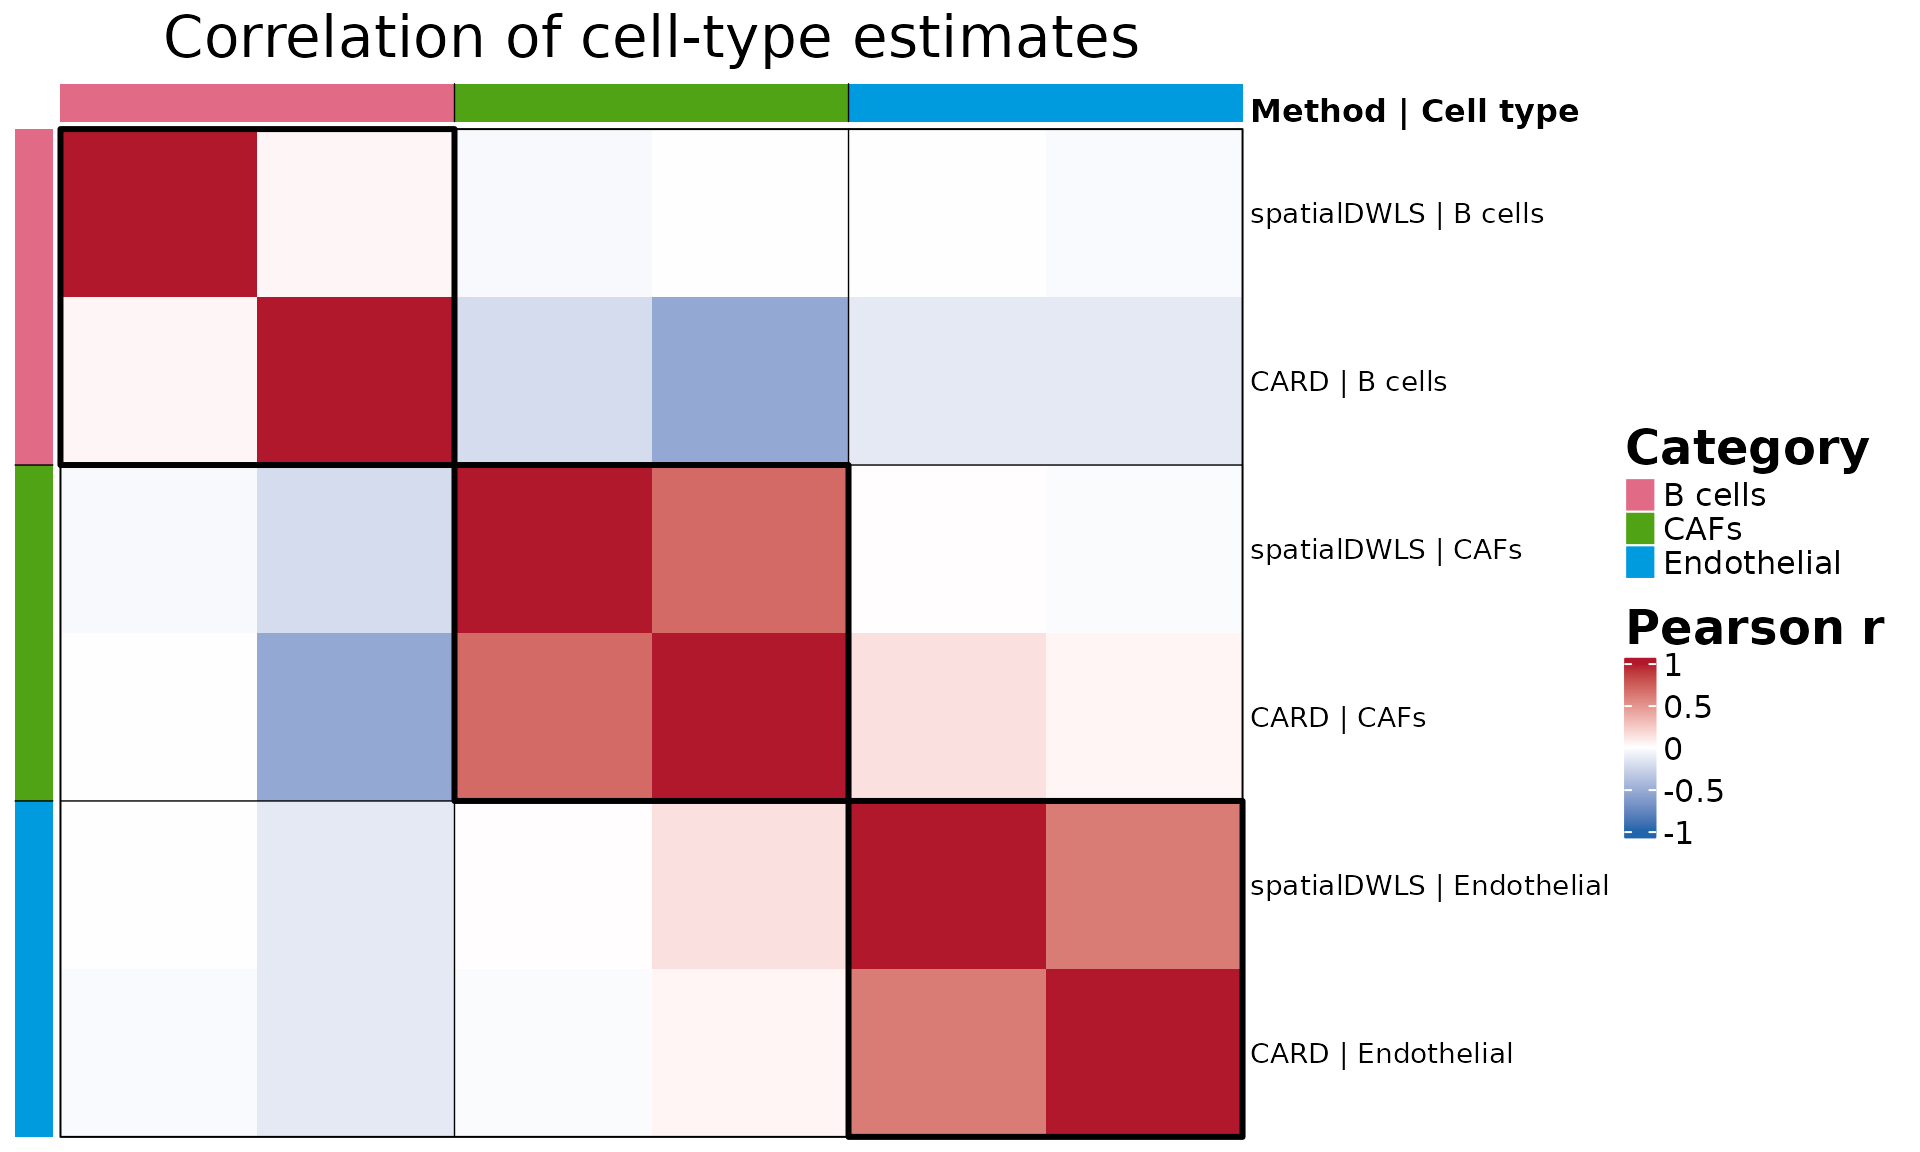 Correlation of cell-type estimates
Method | Cell type
spatialDWLS | B cells
CARD | B cells
spatialDWLS | CAFs
CARD | CAFs
spatialDWLS | Endothelial
CARD | Endothelial
Category
B cells
CAFs
Endothelial
Pearson r
1
0.5
0
-0.5
-1